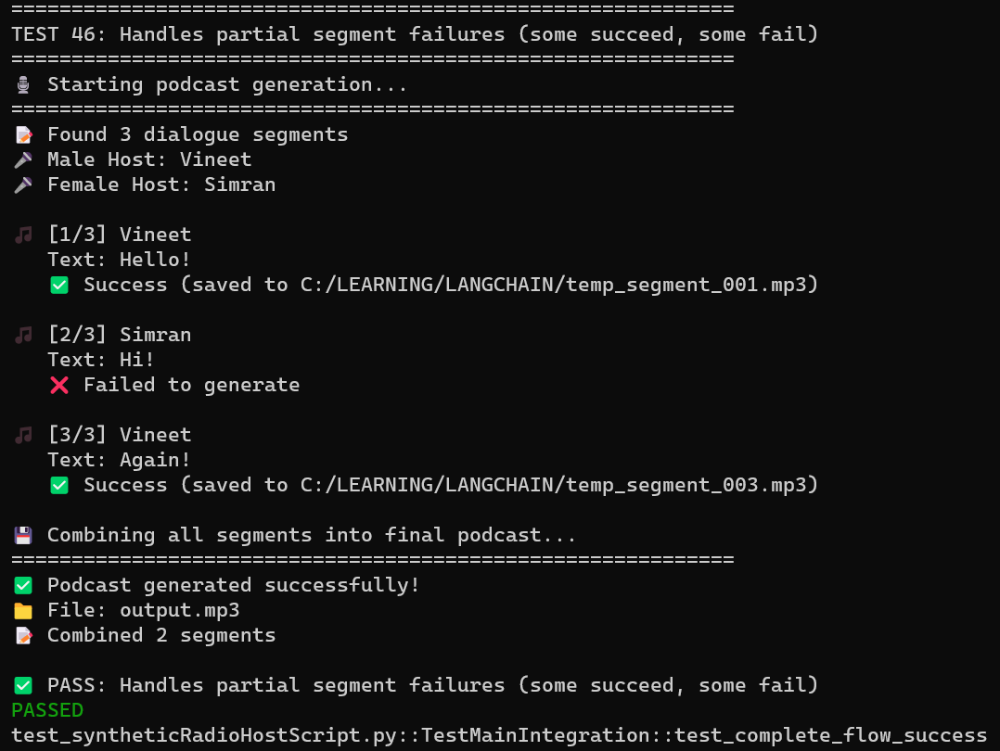 ============================================================
TEST 46: Handles partial segment failures (some succeed, some fail)
============================================================
🎙️ Starting podcast generation...
============================================================
📝 Found 3 dialogue segments
🎤 Male Host: Vineet
🎤 Female Host: Simran
🎵 [1/3] Vineet
Text: Hello!
✅ Success (saved to C:/LEARNING/LANGCHAIN/temp_segment_001.mp3)
🎵 [2/3] Simran
Text: Hi!
❌ Failed to generate
🎵 [3/3] Vineet
Text: Again!
✅ Success (saved to C:/LEARNING/LANGCHAIN/temp_segment_003.mp3)
💾 Combining all segments into final podcast...
============================================================
✅ Podcast generated successfully!
📁 File: output.mp3
📝 Combined 2 segments
✅ PASS: Handles partial segment failures (some succeed, some fail)
PASSED
test_syntheticRadioHostScript.py::TestMainIntegration::test_complete_flow_success